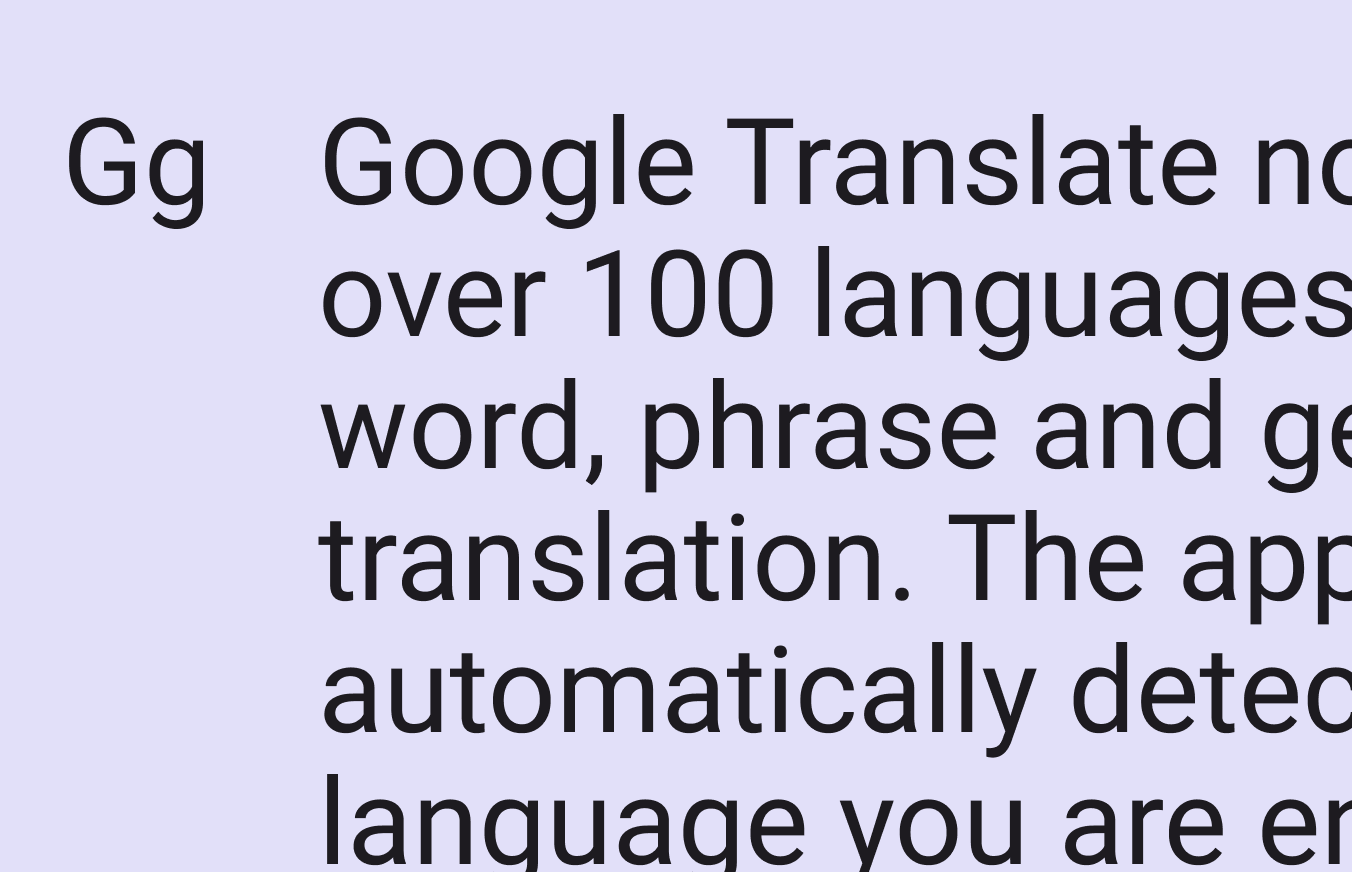 Gg
Google Translate
over 100 languages
word, phrase and
translation. The app
automatically
language you are